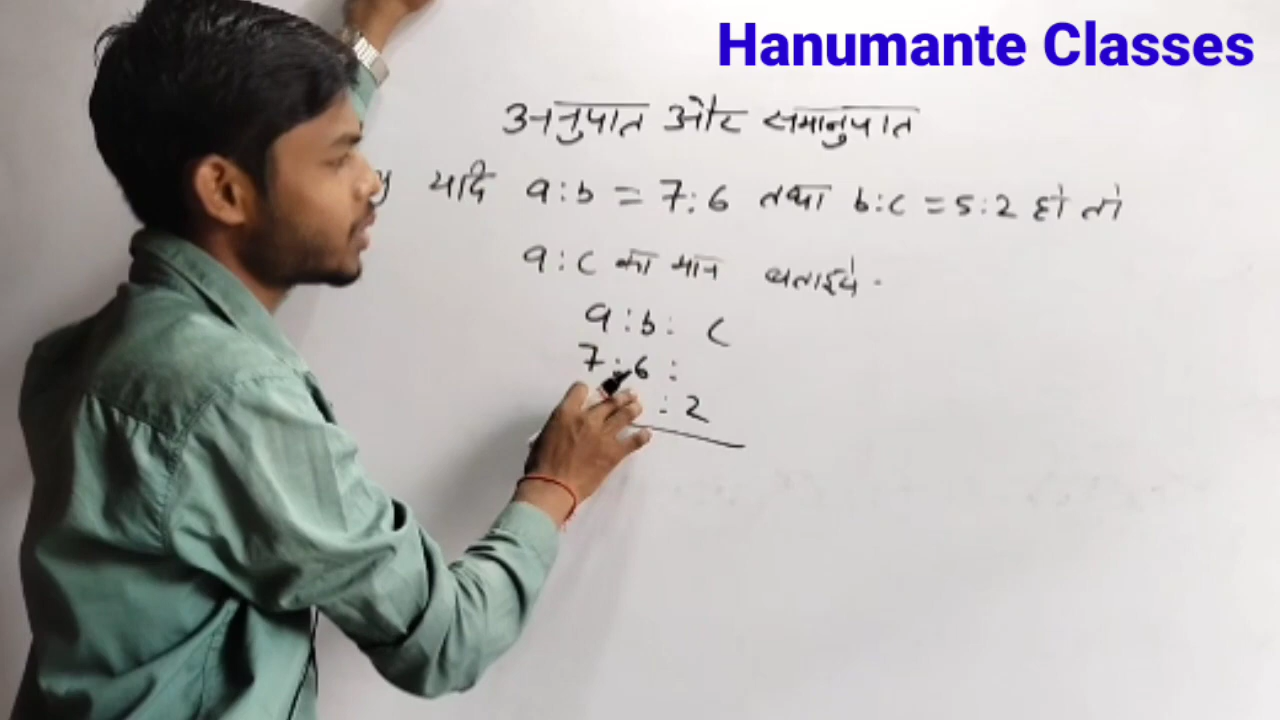 Hanumante Classes
अनुपात और समानुपात
यदि a:b = 7:6 तथा b:c = 5:2 हो तो
a:c का मान बताइये -
a:b: c
7:6 :
: 2